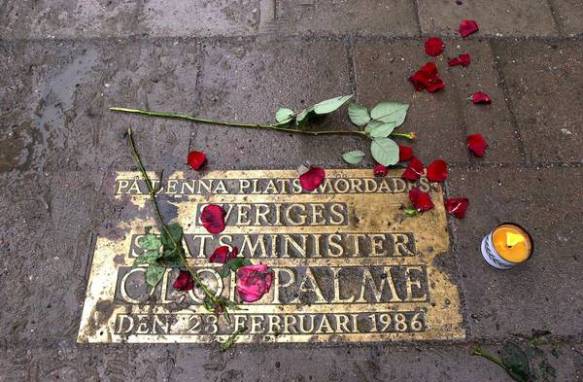 PÅ DENNA PLATS MÖRDADES
SVERIGES
STATSMINISTER
OLOF PALME
DEN 28 FEBRUARI 1986